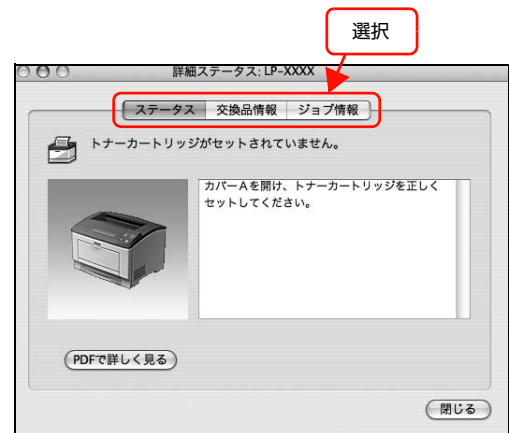 選択
詳細ステータス: LP-XXXX
ステータス 交換品情報 ジョブ情報
トナーカートリッジがセットされていません。
カバーAを開け、トナーカートリッジを正しく
セットしてください。
PDFで詳しく見る
閉じる